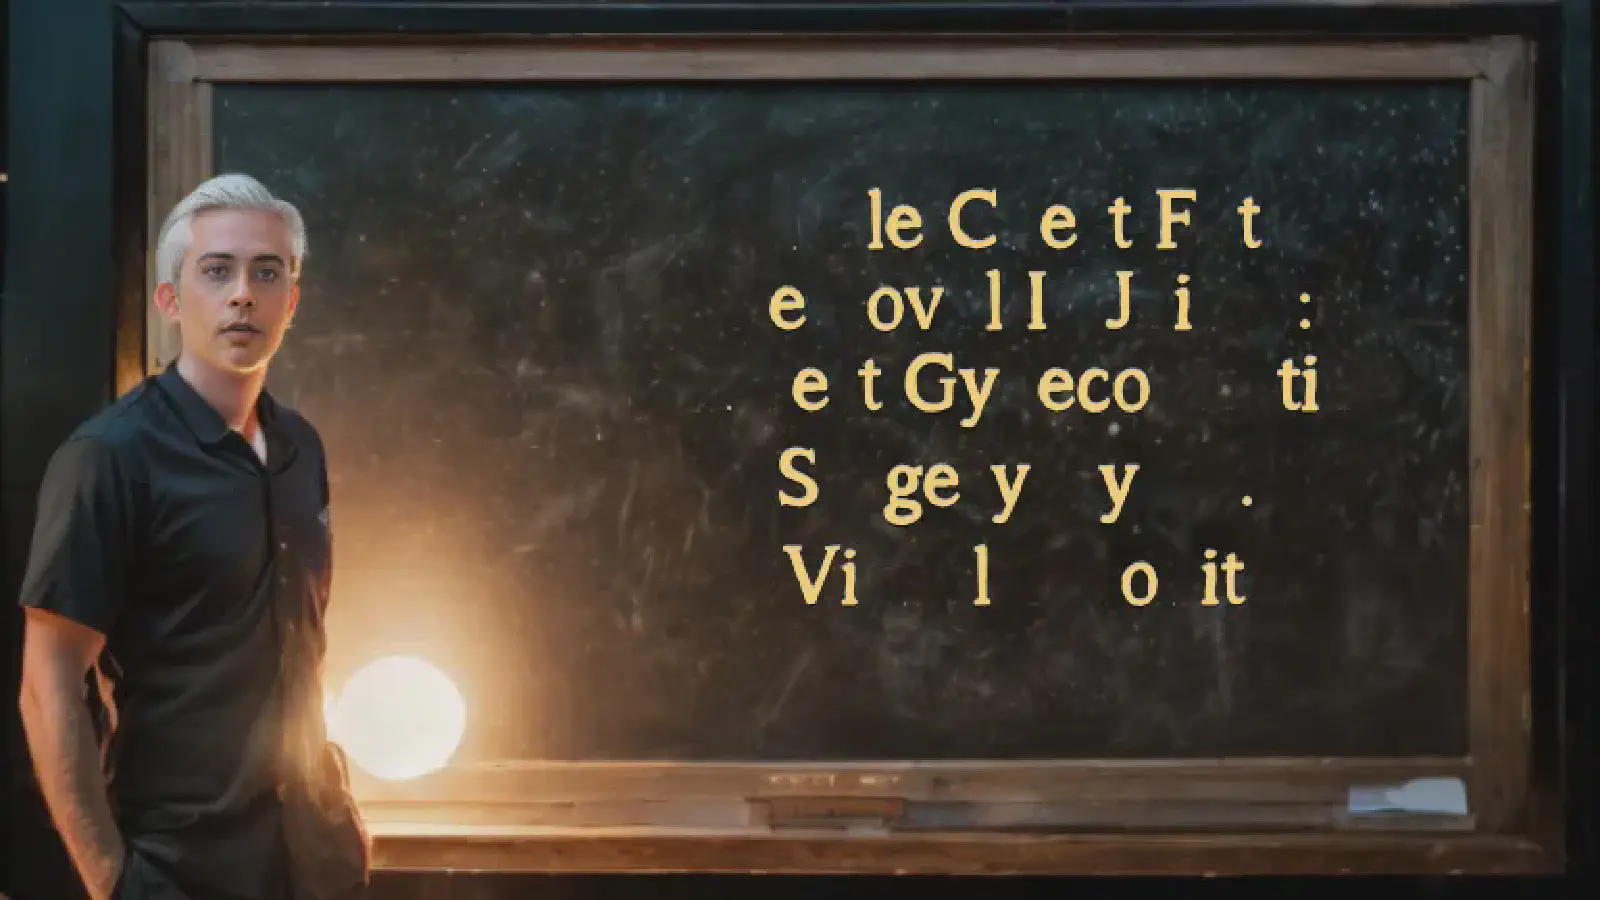 le C e t F t
e ov l I J i :
e t Gy eco ti
S ge y y .
Vi l o it